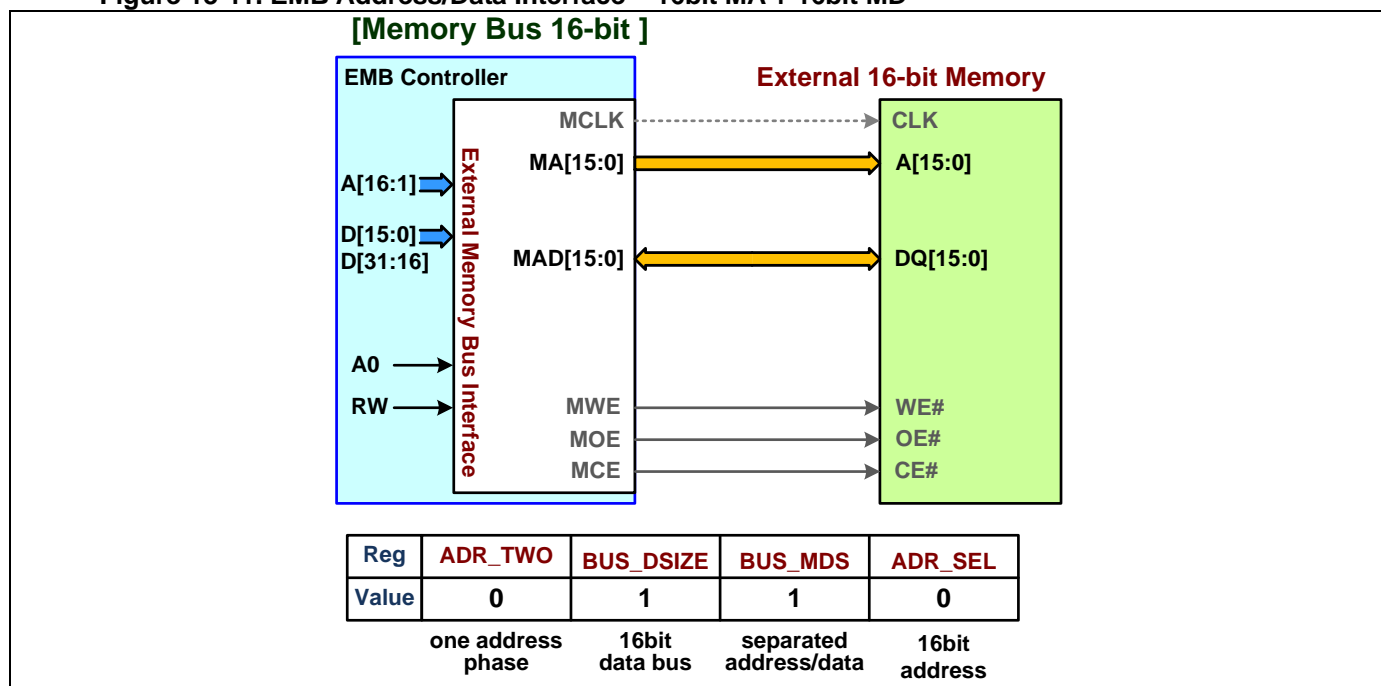 [Memory Bus 16-bit ]
EMB Controller
External 16-bit Memory
MCLK
CLK
MA[15:0]
A[15:0]
A[16:1]
External Memory Bus Interface
D[15:0]
D[31:16]
MAD[15:0]
DQ[15:0]
A0
RW
MWE
WE#
MOE
OE#
MCE
CE#
Reg ADR_TWO BUS_DSIZE BUS_MDS ADR_SEL
Value 0 1 1 0
one address phase
16bit data bus
separated address/data
16bit address